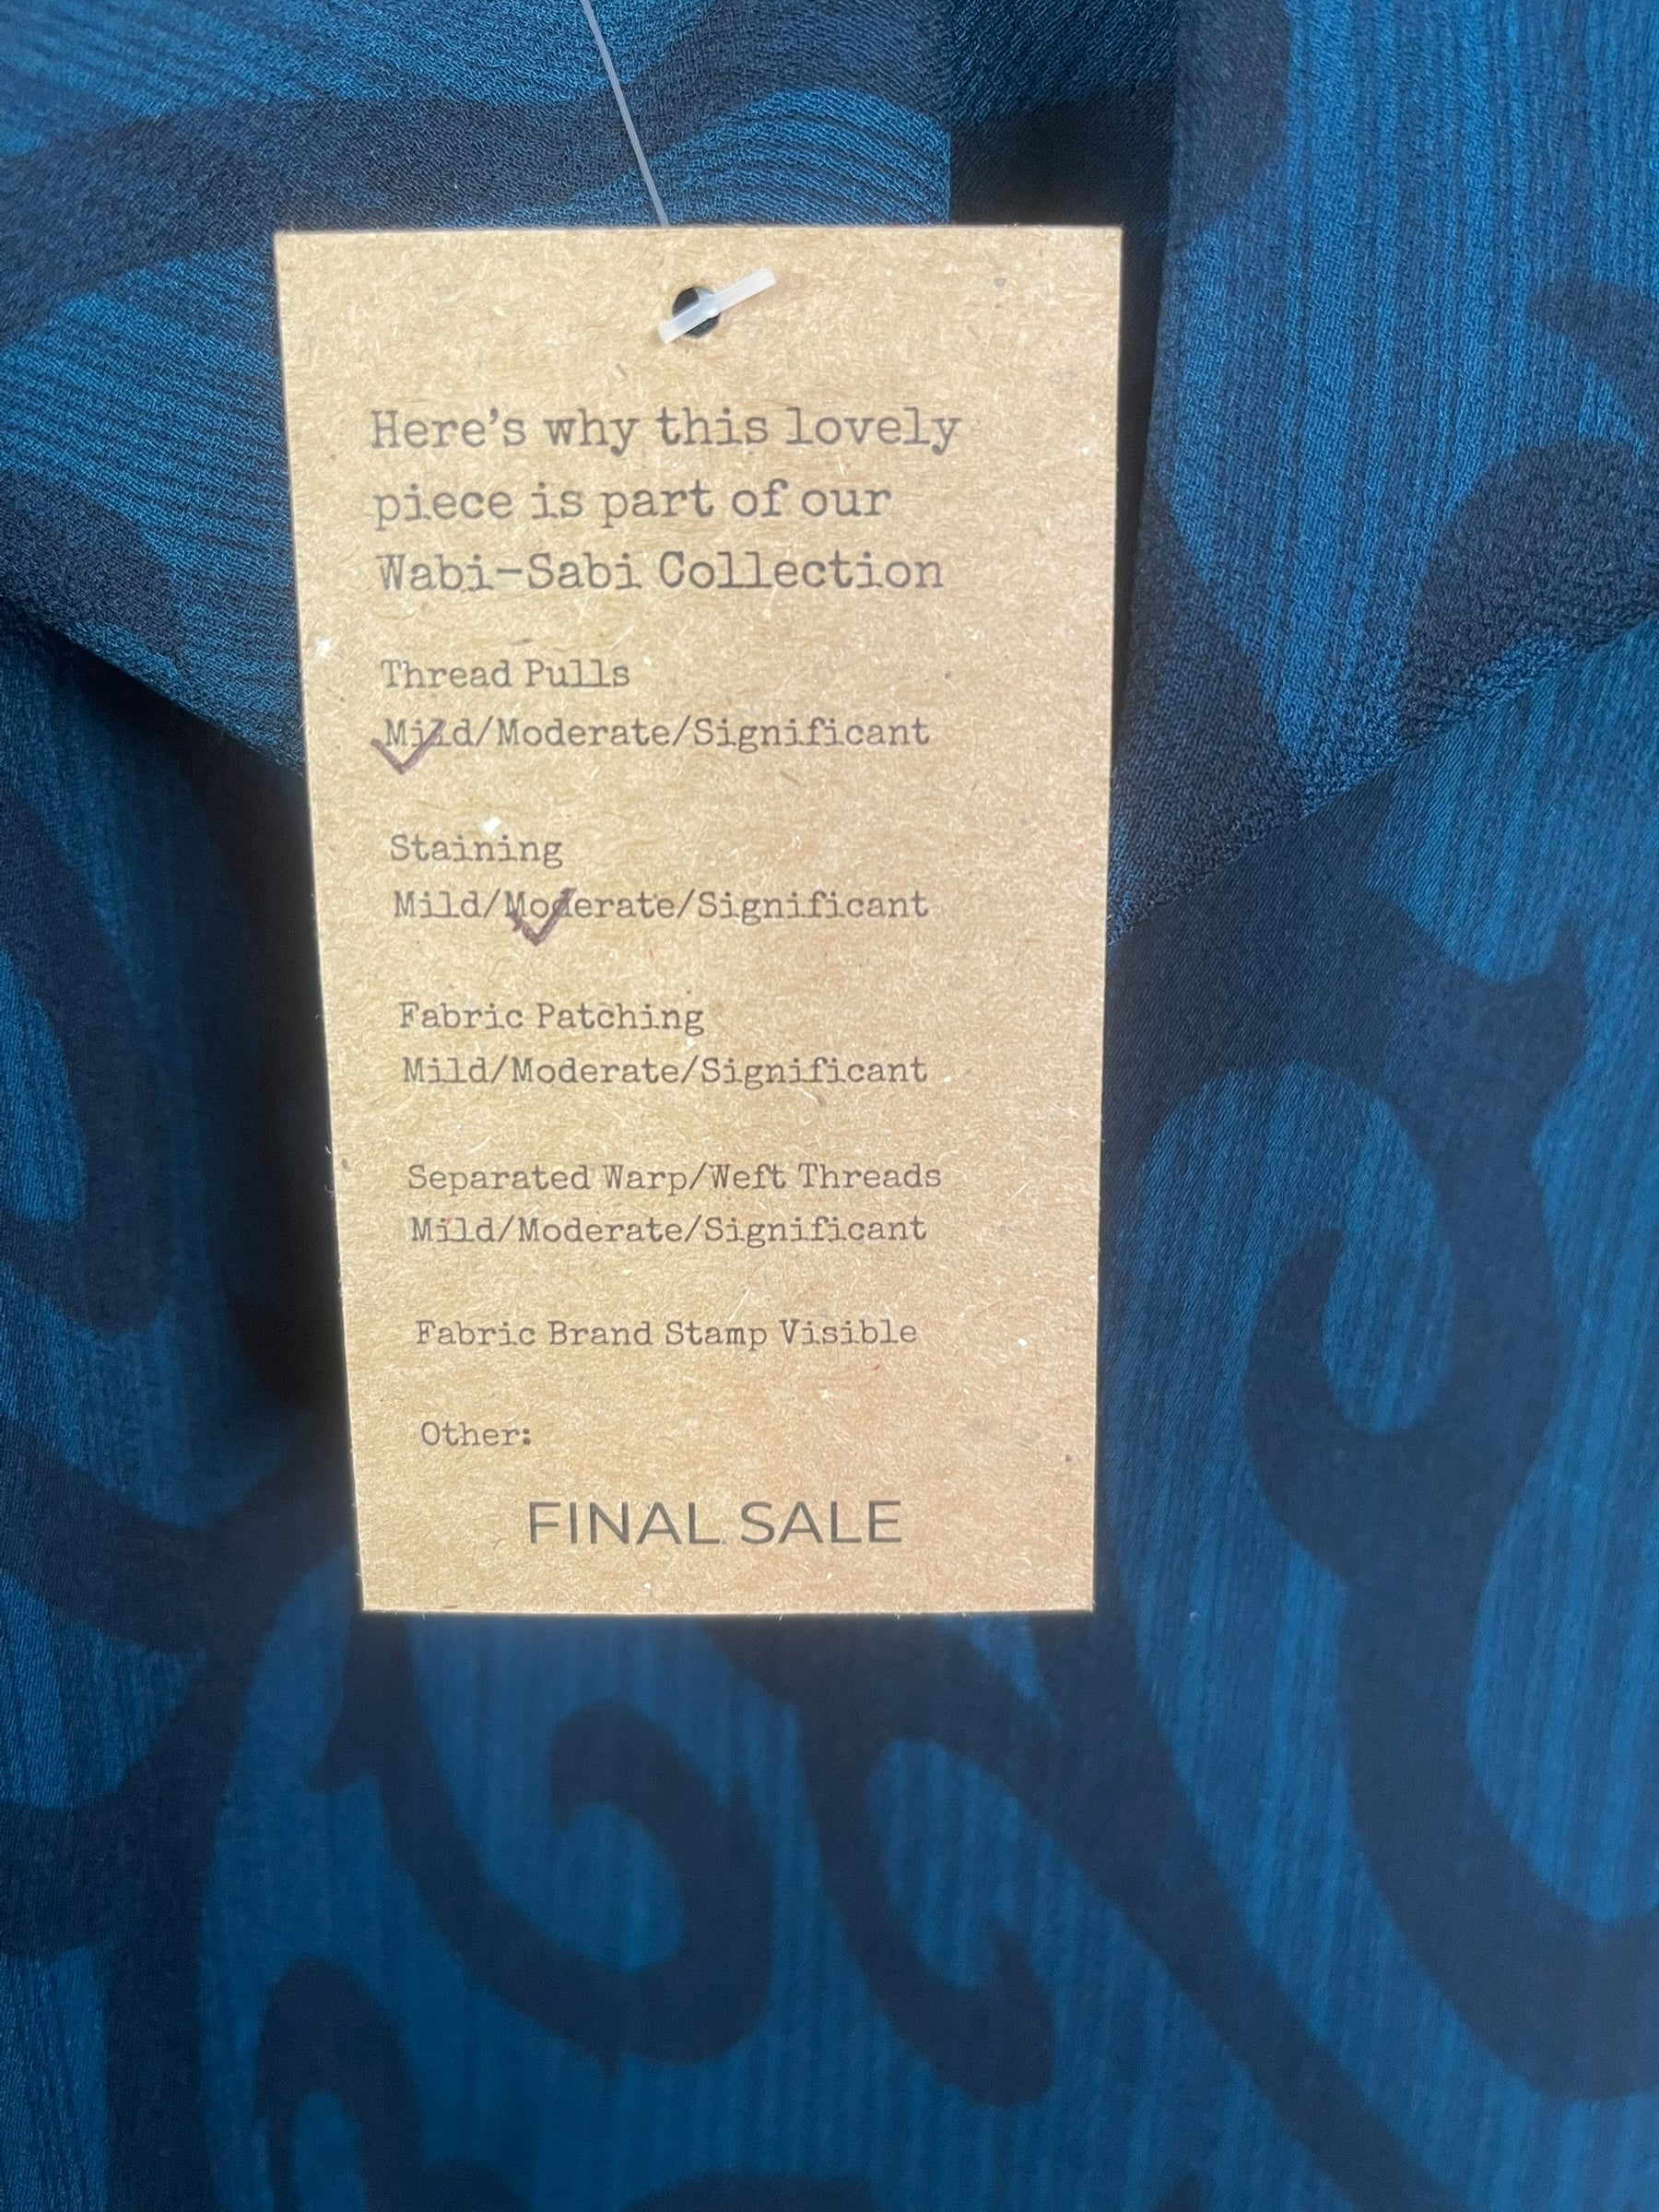 Here's why this lovely
piece is part of our
Wabi-Sabi Collection
Thread Pulls
Mild/Moderate/Significant
Staining
Mild/Moderate/Significant
Fabric Patching
Mild/Moderate/Significant
Separated Warp/Weft Threads
Mild/Moderate/Significant
Fabric Brand Stamp Visible
Other:
FINAL SALE